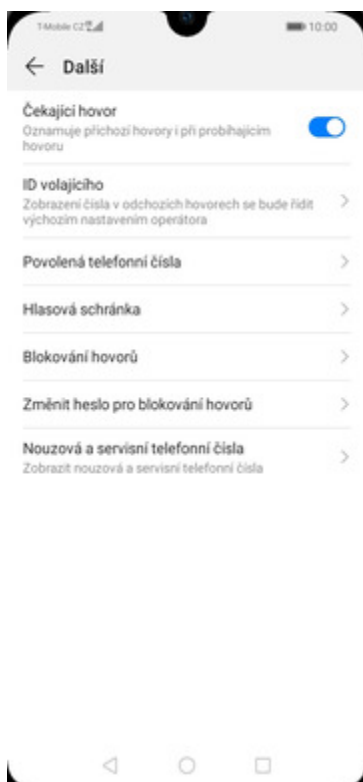 T-Mobile CZ
10:00
Další
Čekající hovor
Oznamuje příchozí hovory i při probíhajícím
hovoru
ID volajícího
Zobrazení čísla v odchozích hovorech se bude řídit
výchozím nastavením operátora
Povolená telefonní čísla
Hlasová schránka
Blokování hovorů
Změnit heslo pro blokování hovorů
Nouzová a servisní telefonní čísla
Zobrazit nouzová a servisní telefonní čísla